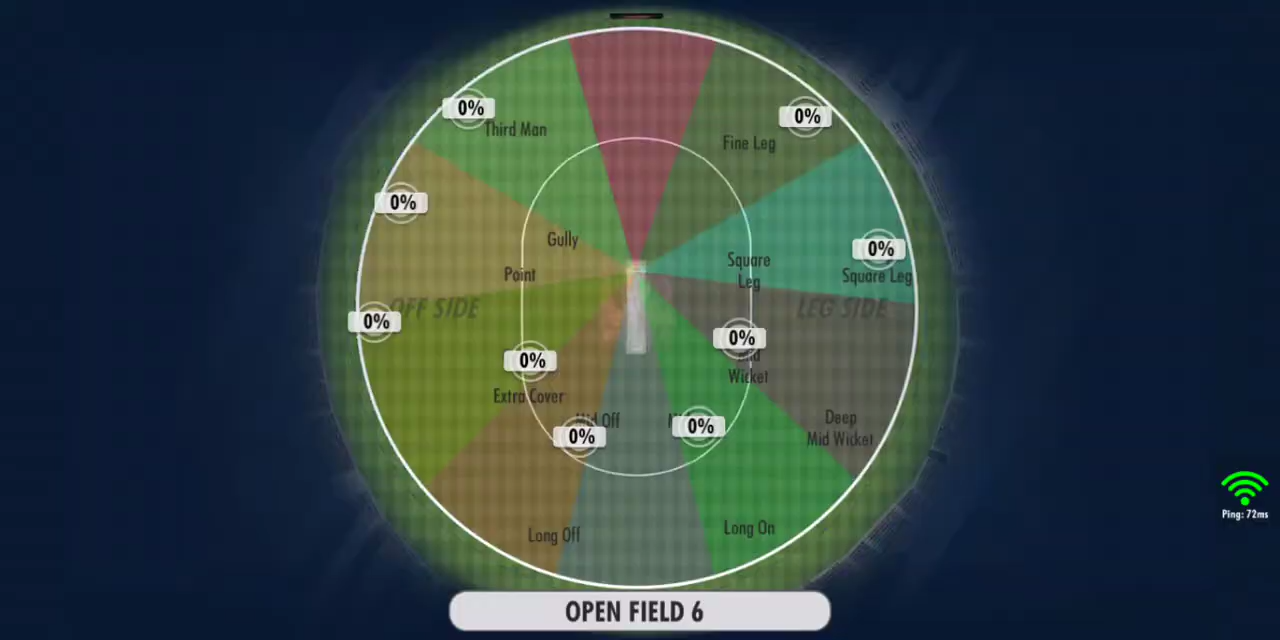 0%
0%
Third Man
Fine Leg
0%
Gully
0%
Square
Leg
Point
Square Leg
OFF SIDE
LEG SIDE
0%
0%
Wicket
0%
Extra Cover
Deep
Mid Wicket
Mid Off
0%
0%
Long Off
Long On
Ping: 72ms
OPEN FIELD 6